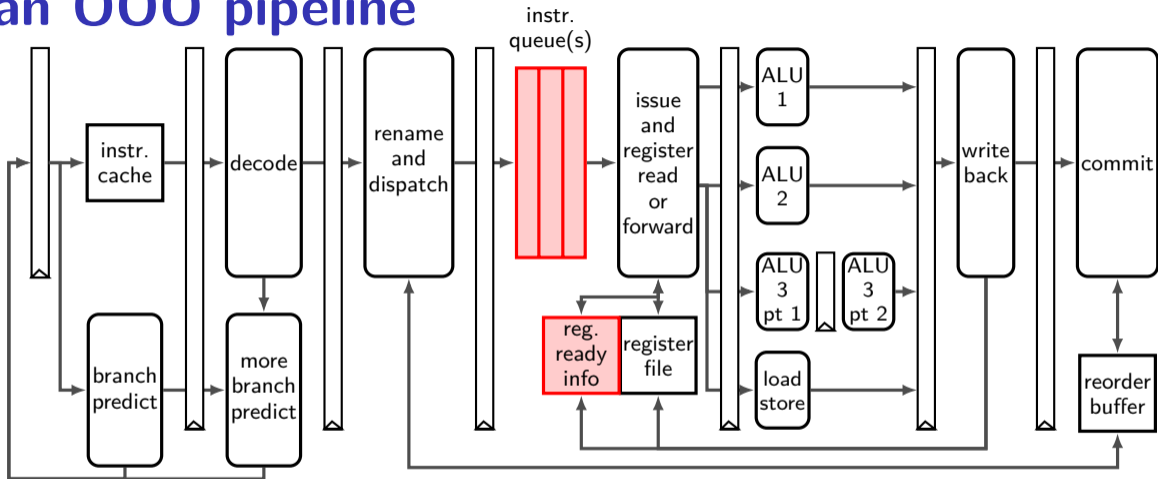 an OOO pipeline
instr.
queue(s)
instr.
cache
decode
rename
and
dispatch
issue
and
register
read
or
forward
ALU
1
ALU
2
ALU
3
pt 1
ALU
3
pt 2
load
store
write
back
commit
branch
predict
more
branch
predict
reg.
ready
info
register
file
reorder
buffer